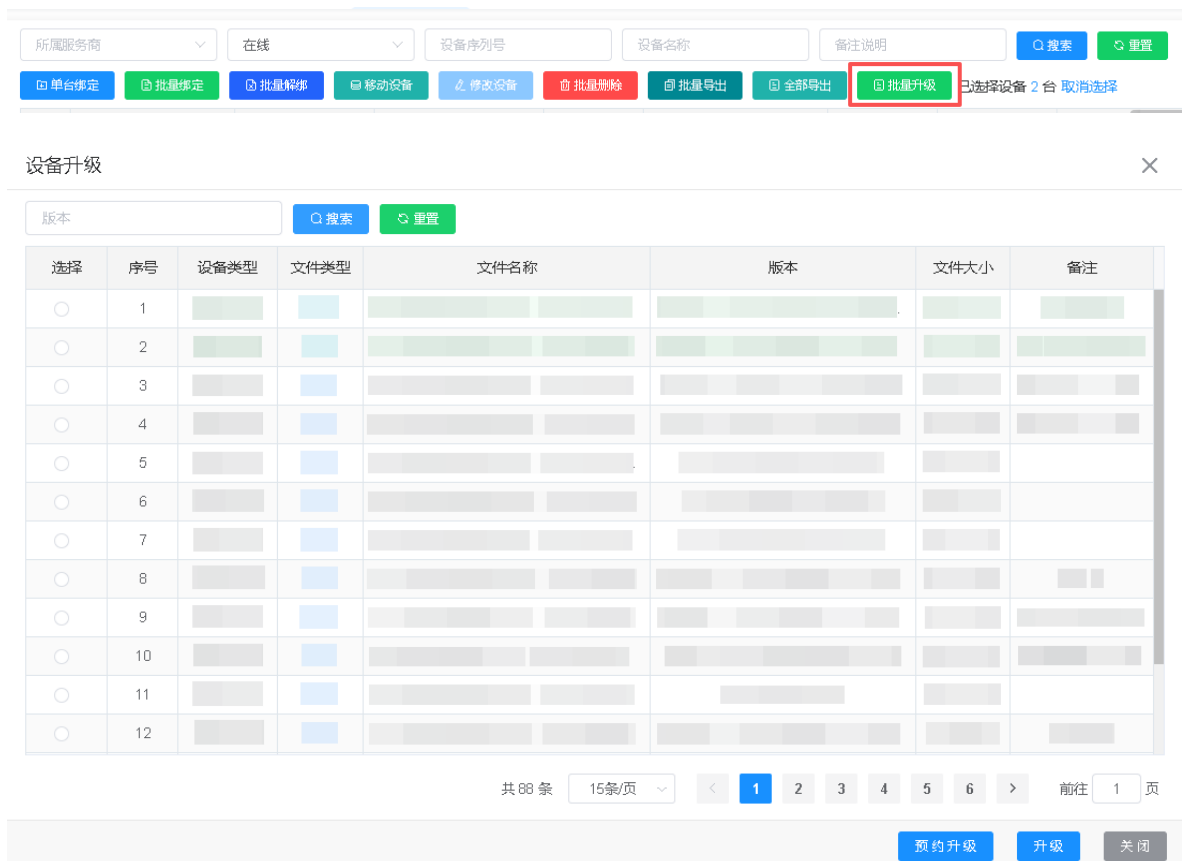 所属服务商 在线 设备序列号 设备名称 备注说明 搜索 重置
单台绑定 批量绑定 批量解绑 移动设备 修改设备 批量删除 批量导出 全部导出 批量升级 已选择设备 2 台 取消选择
设备升级
版本 搜索 重置
选择 序号 设备类型 文件类型 文件名称 版本 文件大小 备注
1
2
3
4
5
6
7
8
9
10
11
12
共 88 条 15条/页 1 2 3 4 5 6 前往 1 页
预约升级 升级 关闭